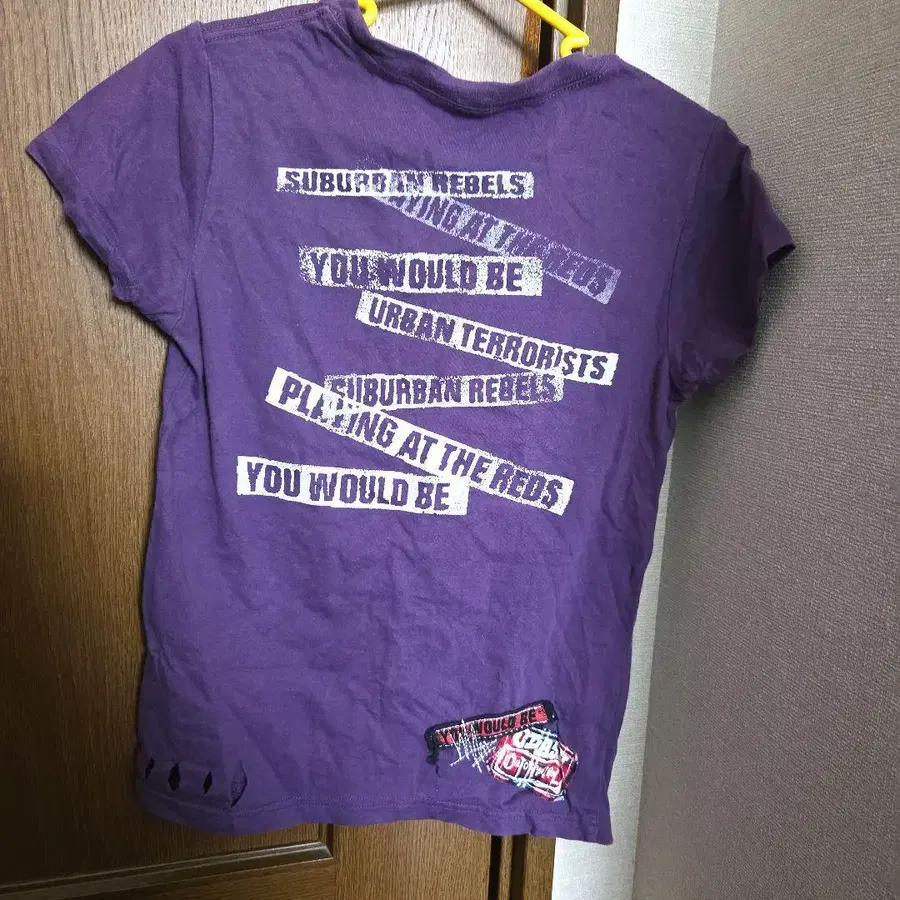 SUBURBAN REBELS
PLAYING AT THE REDS
YOU WOULD BE
URBAN TERRORISTS
SUBURBAN REBELS
PLAYING AT THE REDS
YOU WOULD BE
YOU WOULD BE